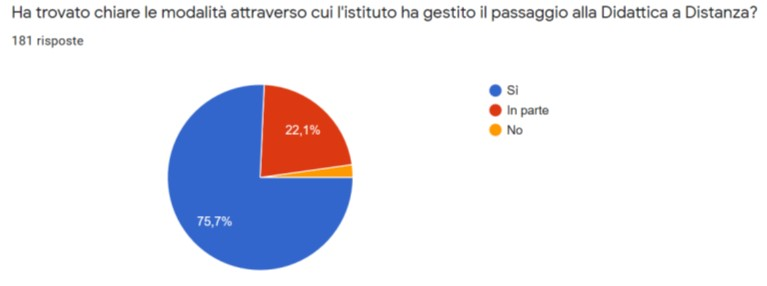 Ha trovato chiare le modalità attraverso cui l'istituto ha gestito il passaggio alla Didattica a Distanza?
181 risposte
Sì
In parte
No
22,1%
75,7%